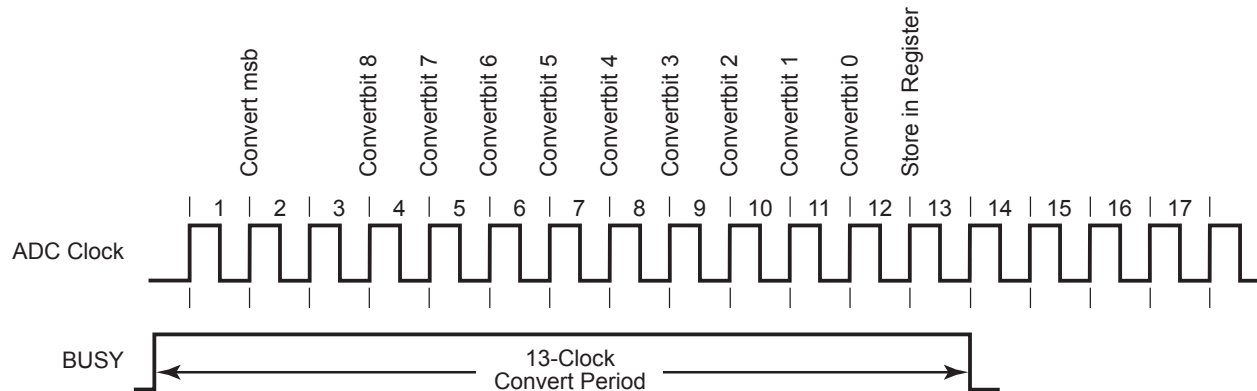 Convert msb
Convertbit 8
Convertbit 7
Convertbit 6
Convertbit 5
Convertbit 4
Convertbit 3
Convertbit 2
Convertbit 1
Convertbit 0
Store in Register
1 2 3 4 5 6 7 8 9 10 11 12 13 14 15 16 17
ADC Clock
BUSY
13-Clock
Convert Period